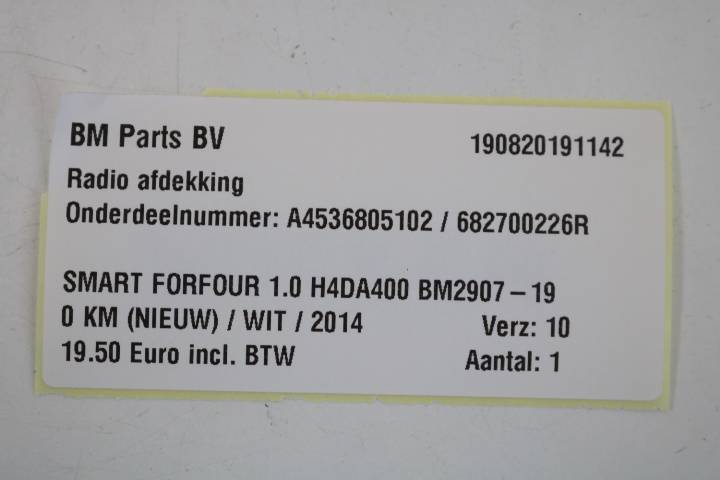 BM Parts BV 190820191142
Radio afdekking
Onderdeelnummer: A4536805102 / 682700226R
SMART FORFOUR 1.0 H4DA400 BM2907-19
0 KM (NIEUW) / WIT / 2014 Verz: 10
19.50 Euro incl. BTW Aantal: 1